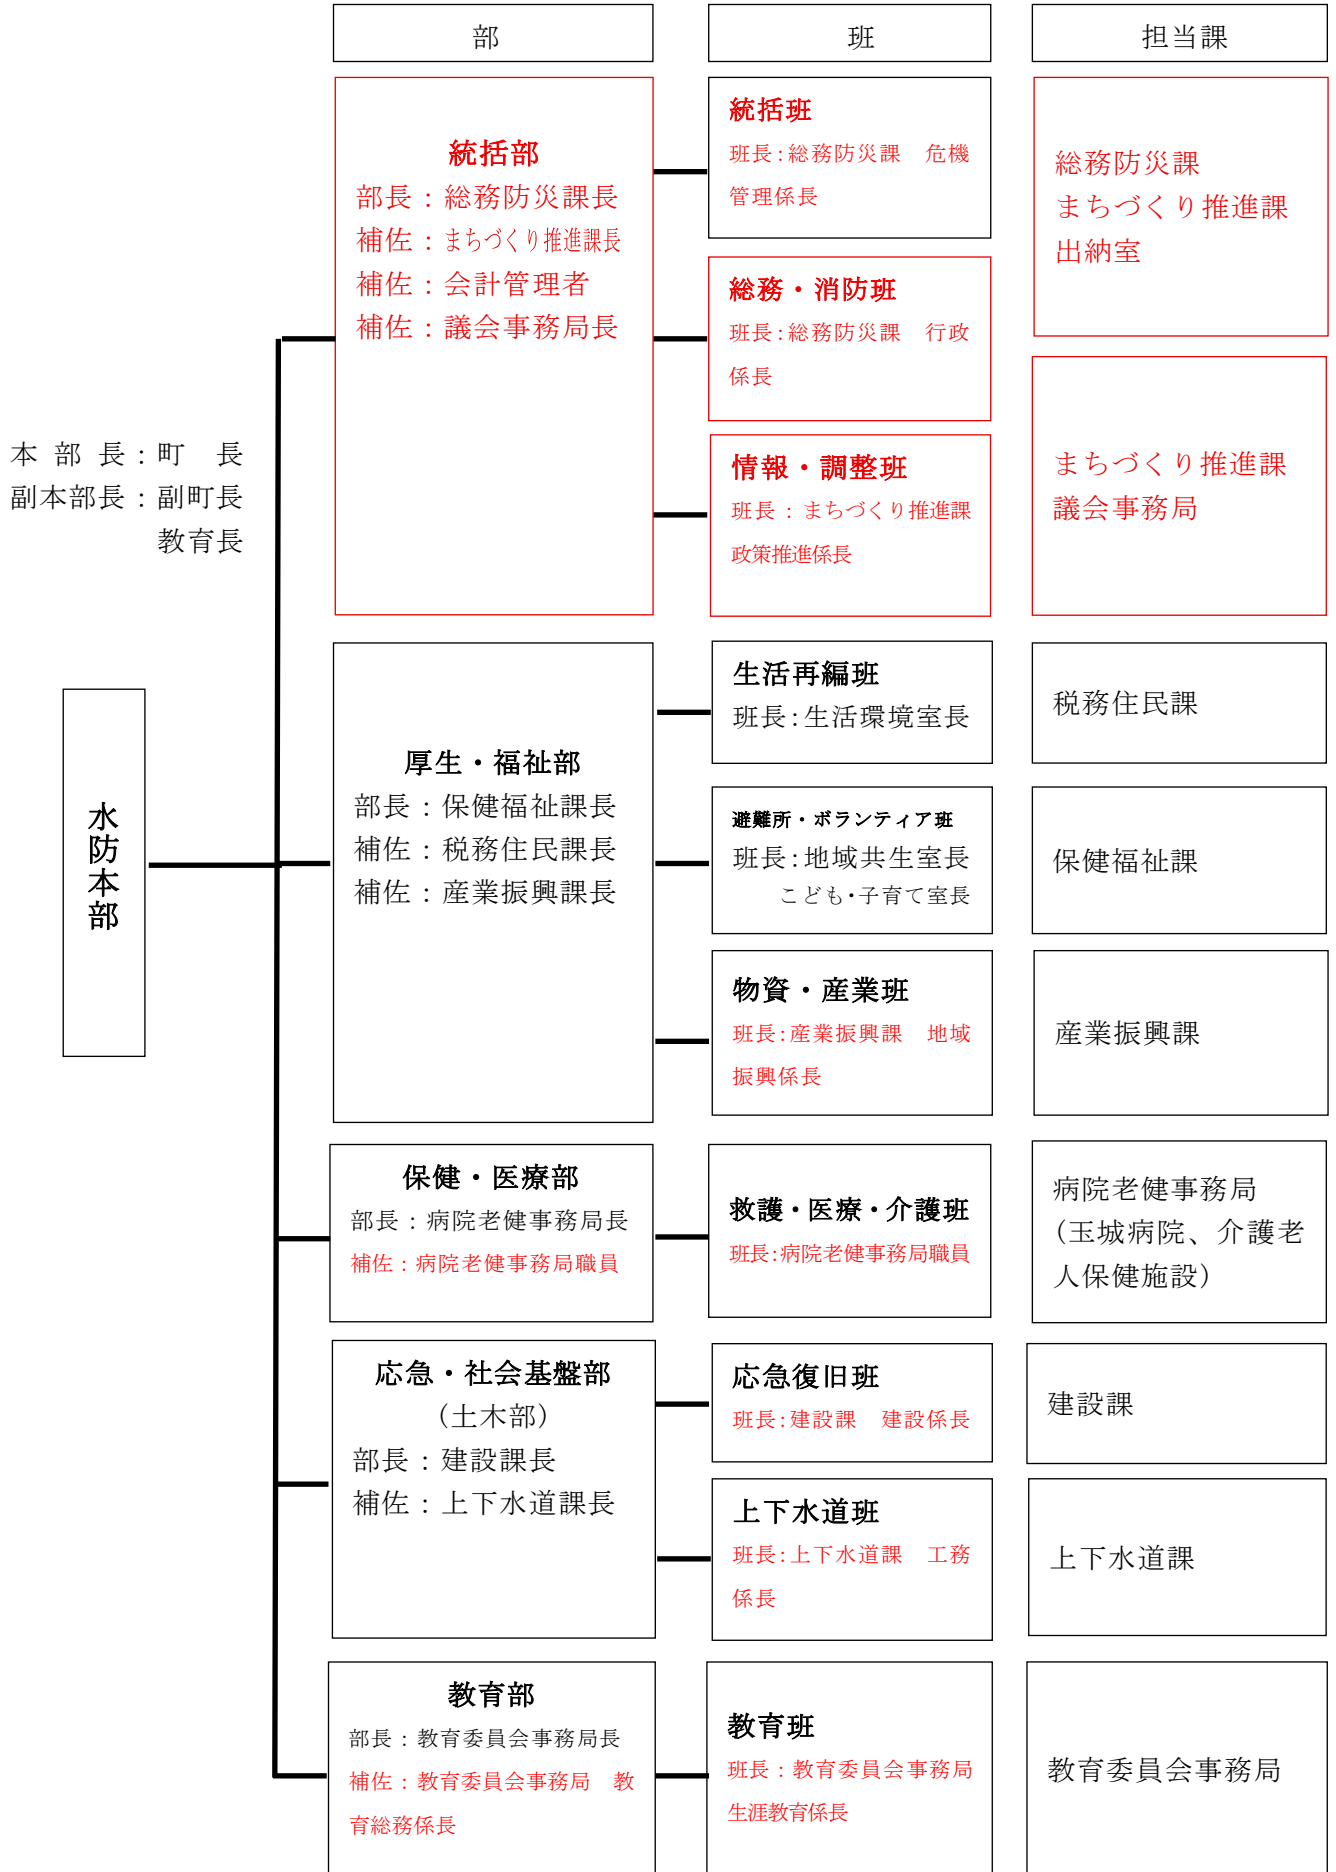 部
班
担当課
本部長：町　長
副本部長：副町長
教育長
水防本部
統括部
部長：総務防災課長
補佐：まちづくり推進課長
補佐：会計管理者
補佐：議会事務局長
統括班
班長：総務防災課　危機
管理係長
総務・消防班
班長：総務防災課　行政
係長
情報・調整班
班長：まちづくり推進課
政策推進係長
総務防災課
まちづくり推進課
出納室
まちづくり推進課
議会事務局
厚生・福祉部
部長：保健福祉課長
補佐：税務住民課長
補佐：産業振興課長
生活再編班
班長：生活環境室長
税務住民課
避難所・ボランティア班
班長：地域共生室長
こども・子育て室長
保健福祉課
物資・産業班
班長：産業振興課　地域
振興係長
産業振興課
保健・医療部
部長：病院老健事務局長
補佐：病院老健事務局職員
救護・医療・介護班
班長：病院老健事務局職員
病院老健事務局
（玉城病院、介護老
人保健施設）
応急・社会基盤部
（土木部）
部長：建設課長
補佐：上下水道課長
応急復旧班
班長：建設課　建設係長
建設課
上下水道班
班長：上下水道課　工務
係長
上下水道課
教育部
部長：教育委員会事務局長
補佐：教育委員会事務局　教
育総務係長
教育班
班長：教育委員会事務局
生涯教育係長
教育委員会事務局